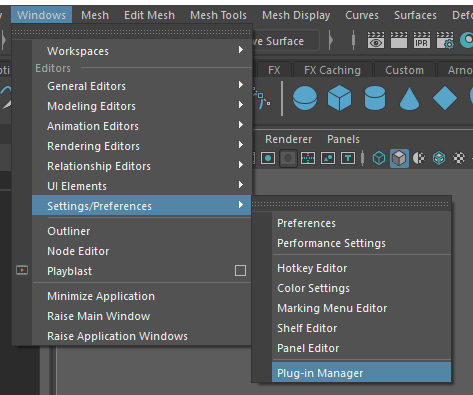 Windows Mesh Edit Mesh Mesh Tools Mesh Display Curves Surfaces
Workspaces
ve Surface
IPR
Editors
FX FX Caching Custom Arno
General Editors
Modeling Editors
Animation Editors
Rendering Editors
Renderer Panels
Relationship Editors
UI Elements
Settings/Preferences
Preferences
Outliner
Performance Settings
Node Editor
Playblast
Hotkey Editor
Color Settings
Minimize Application
Marking Menu Editor
Raise Main Window
Shelf Editor
Raise Application Windows
Panel Editor
Plug-in Manager